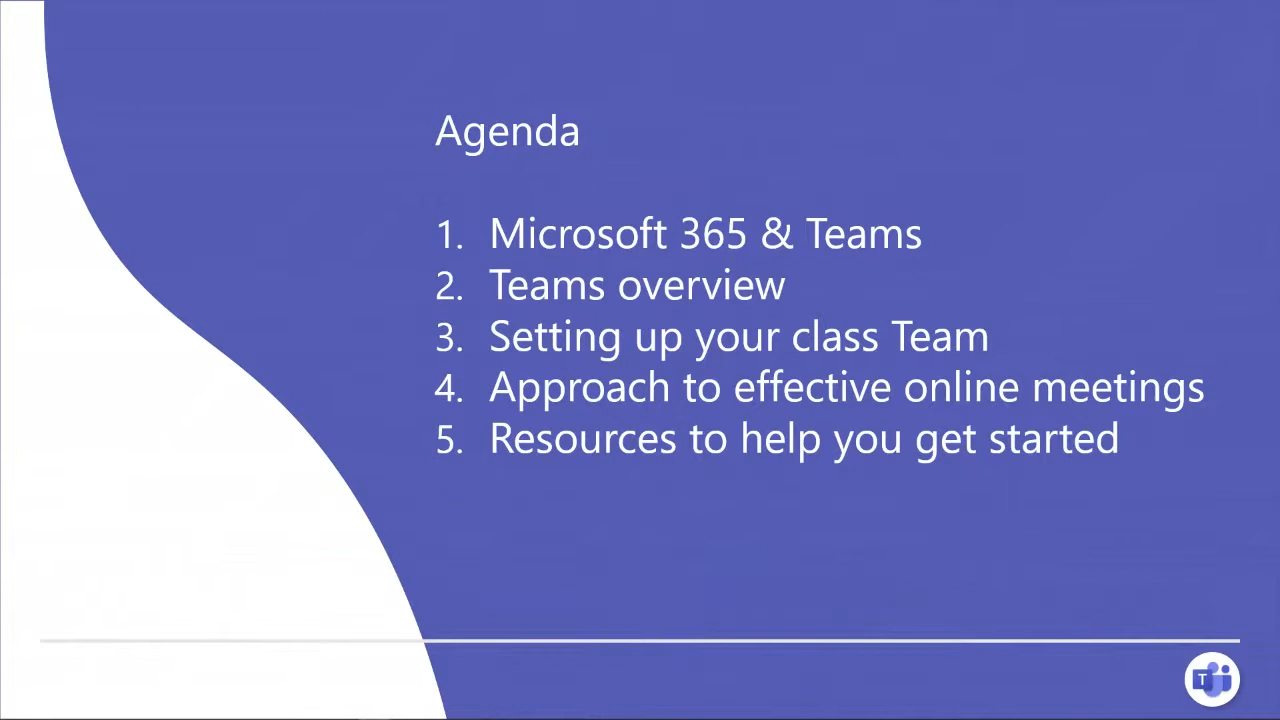 Agenda
1. Microsoft 365 & Teams
2. Teams overview
3. Setting up your class Team
4. Approach to effective online meetings
5. Resources to help you get started
T